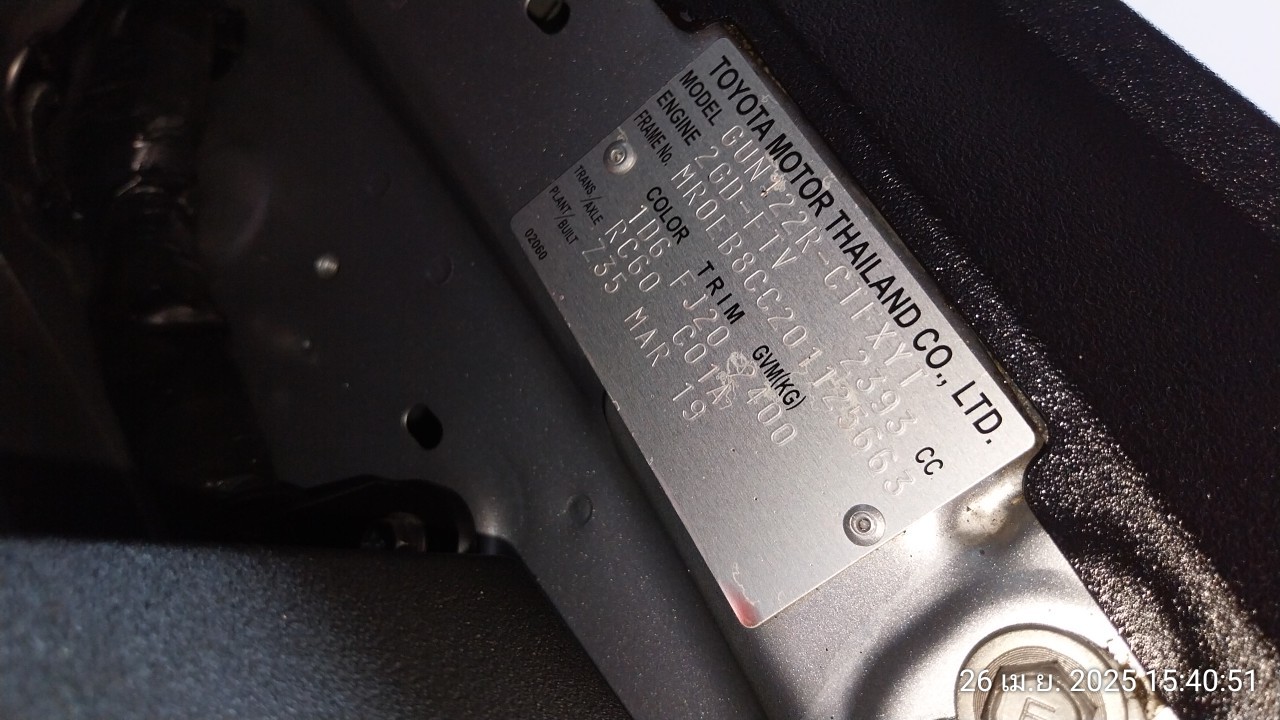 TOYOTA MOTOR THAILAND CO., LTD.
MODEL GUN122R-CTFXYT
ENGINE 2GD-FTV 2393 CC
FRAME No. MR0EB8CC201125663
COLOR TRIM GVM(KG)
1D6 FJ20 2400
TRANS/AXLE RC60 C01A
PLANT/BUILT Z35 MAR 19
02060
26 เม.ย. 2025 15:40:51